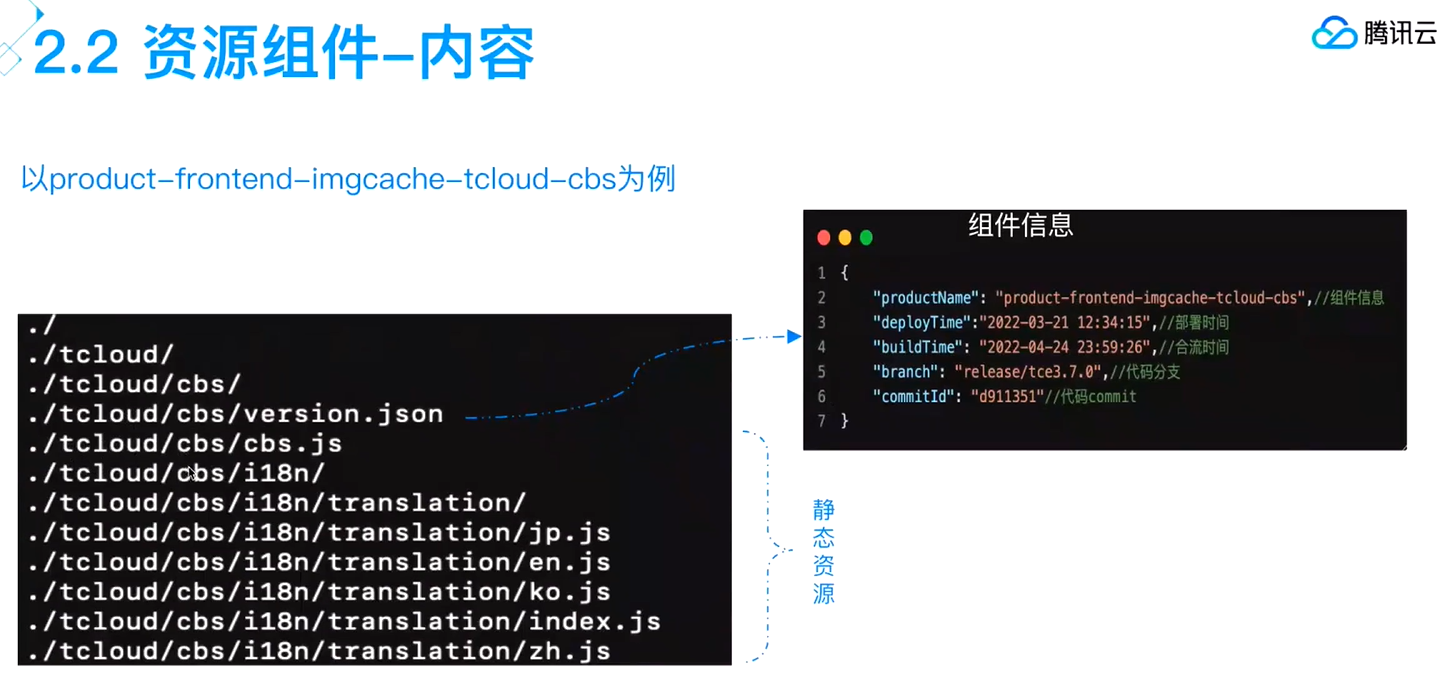 2.2 资源组件-内容
腾讯云
以product-frontend-imgcache-tcloud-cbs为例
./
./tcloud/
./tcloud/cbs/
./tcloud/cbs/version.json
./tcloud/cbs/cbs.js
./tcloud/cbs/i18n/
./tcloud/cbs/i18n/translation/
./tcloud/cbs/i18n/translation/jp.js
./tcloud/cbs/i18n/translation/en.js
./tcloud/cbs/i18n/translation/ko.js
./tcloud/cbs/i18n/translation/index.js
./tcloud/cbs/i18n/translation/zh.js
组件信息
1 {
2 "productName": "product-frontend-imgcache-tcloud-cbs",//组件信息
3 "deployTime":"2022-03-21 12:34:15",//部署时间
4 "buildTime": "2022-04-24 23:59:26",//合流时间
5 "branch": "release/tce3.7.0",//代码分支
6 "commitId": "d911351"//代码commit
7 }
静态资源